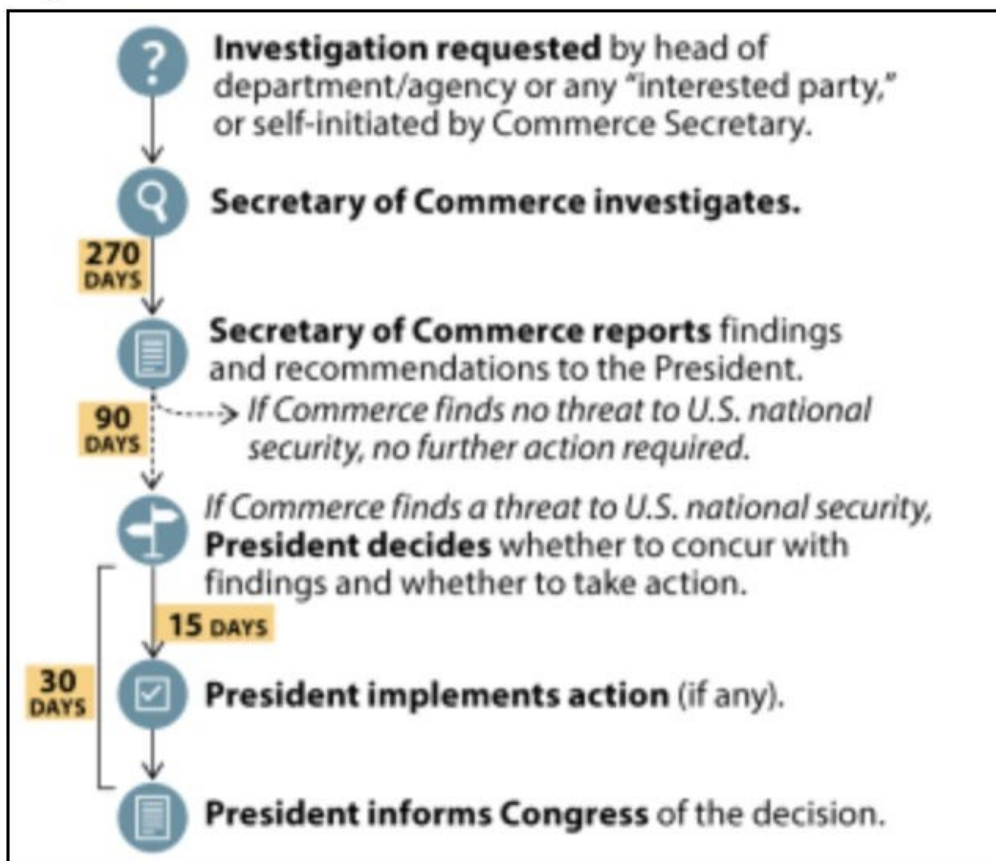 ?
Investigation requested by head of
department/agency or any “interested party,”
or self-initiated by Commerce Secretary.
Secretary of Commerce investigates.
270
DAYS
Secretary of Commerce reports findings
and recommendations to the President.
90
DAYS
If Commerce finds no threat to U.S. national
security, no further action required.
If Commerce finds a threat to U.S. national security,
President decides whether to concur with
findings and whether to take action.
15 DAYS
30
DAYS
President implements action (if any).
President informs Congress of the decision.